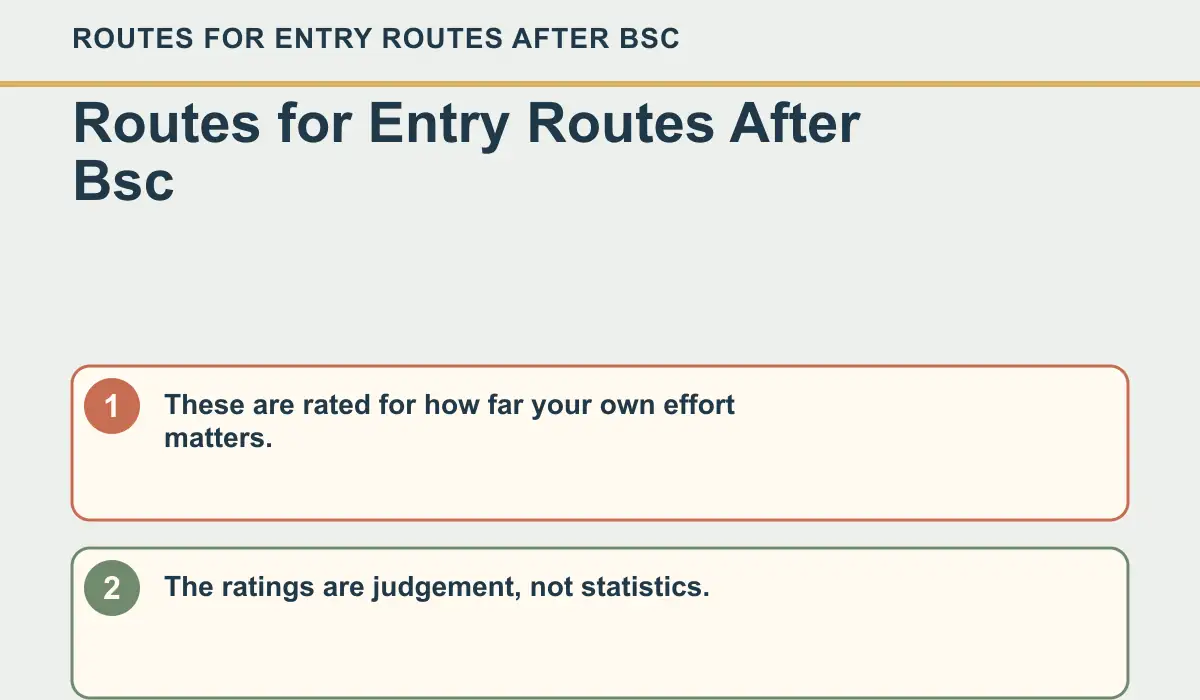 ROUTES FOR ENTRY ROUTES AFTER BSC
Routes for Entry Routes After
Bsc
1
These are rated for how far your own effort
matters.
2
The ratings are judgement, not statistics.